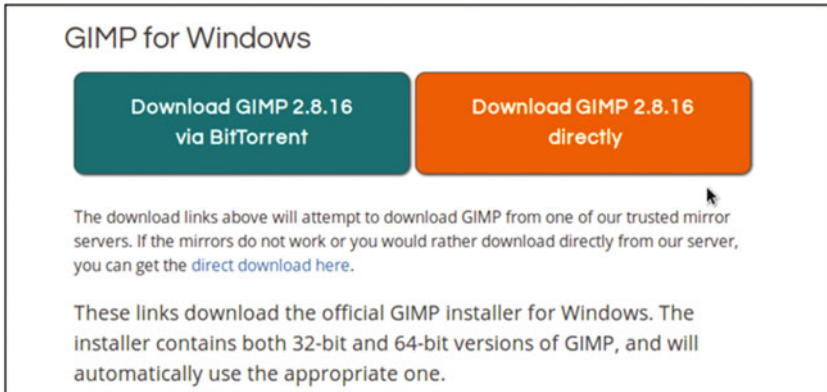 GIMP for Windows
Download GIMP 2.8.16
via BitTorrent
Download GIMP 2.8.16
directly
The download links above will attempt to download GIMP from one of our trusted mirror
servers. If the mirrors do not work or you would rather download directly from our server,
you can get the direct download here.
These links download the official GIMP installer for Windows. The
installer contains both 32-bit and 64-bit versions of GIMP, and will
automatically use the appropriate one.